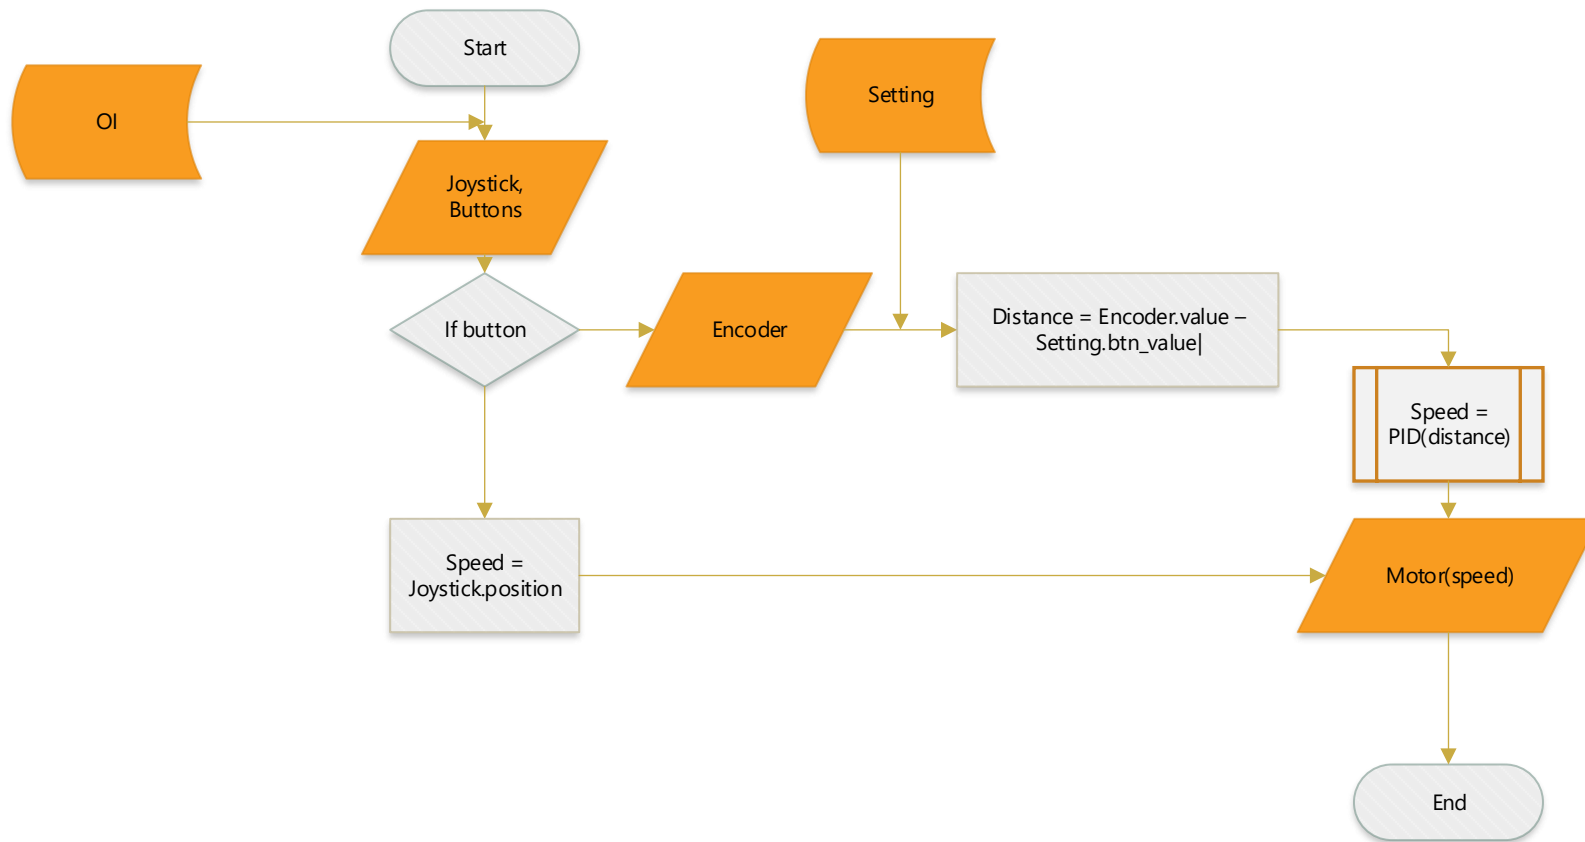 Start
OI
Setting
Joystick,
Buttons
If button
Encoder
Distance = Encoder.value –
Setting.btn_value|
Speed =
PID(distance)
Speed =
Joystick.position
Motor(speed)
End